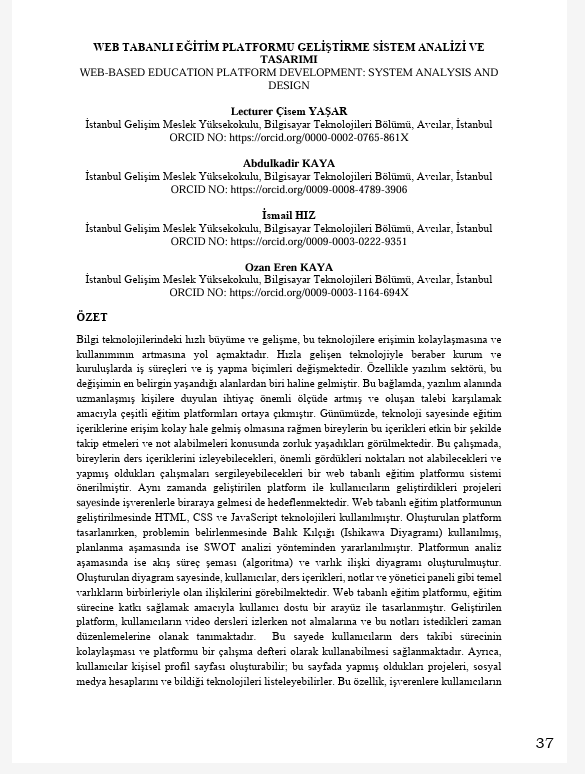 WEB TABANLI EĞİTİM PLATFORMU GELİŞTİRME SİSTEM ANALİZİ VE
TASARIMI
WEB-BASED EDUCATION PLATFORM DEVELOPMENT: SYSTEM ANALYSIS AND
DESIGN
Lecturer Çisem YAŞAR
İstanbul Gelişim Meslek Yüksekokulu, Bilgisayar Teknolojileri Bölümü, Avcılar, İstanbul
ORCID NO: https://orcid.org/0000-0002-0765-861X
Abdulkadir KAYA
İstanbul Gelişim Meslek Yüksekokulu, Bilgisayar Teknolojileri Bölümü, Avcılar, İstanbul
ORCID NO: https://orcid.org/0009-0008-4789-3906
İsmail HIZ
İstanbul Gelişim Meslek Yüksekokulu, Bilgisayar Teknolojileri Bölümü, Avcılar, İstanbul
ORCID NO: https://orcid.org/0009-0003-0222-9351
Ozan Eren KAYA
İstanbul Gelişim Meslek Yüksekokulu, Bilgisayar Teknolojileri Bölümü, Avcılar, İstanbul
ORCID NO: https://orcid.org/0009-0003-1164-694X
ÖZET
Bilgi teknolojilerindeki hızlı büyüme ve gelişme, bu teknolojilere erişimin kolaylaşmasına ve
kullanımının artmasına yol açmaktadır. Hızla gelişen teknolojiyle beraber kurum ve
kuruluşlarda iş süreçleri ve iş yapma biçimleri değişmektedir. Özellikle yazılım sektörü, bu
değişimin en belirgin yaşandığı alanlardan biri haline gelmiştir. Bu bağlamda, yazılım alanında
uzmanlaşmış kişilere duyulan ihtiyaç önemli ölçüde artmış ve oluşan talebi karşılamak
amacıyla çeşitli eğitim platformları ortaya çıkmıştır. Günümüzde, teknoloji sayesinde eğitim
içeriklerine erişim kolay hale gelmiş olmasına rağmen bireylerin bu içerikleri etkin bir şekilde
takip etmeleri ve not alabilmeleri konusunda zorluk yaşadıkları görülmektedir. Bu çalışmada,
bireylerin ders içeriklerini izleyebilecekleri, önemli gördükleri noktaları not alabilecekleri ve
yapmış oldukları çalışmaları sergileyebilecekleri bir web tabanlı eğitim platformu sistemi
önerilmiştir. Aynı zamanda geliştirilen platform ile kullanıcıların geliştirdikleri projeleri
sayesinde işverenlerle biraraya gelmesi de hedeflenmektedir. Web tabanlı eğitim platformunun
geliştirilmesinde HTML, CSS ve JavaScript teknolojileri kullanılmıştır. Oluşturulan platform
tasarlanırken, problemin belirlenmesinde Balık Kılçığı (Ishikawa Diyagramı) kullanılmış,
planlanma aşamasında ise SWOT analizi yönteminden yararlanılmıştır. Platformun analiz
aşamasında ise akış süreç şeması (algoritma) ve varlık ilişki diyagramı oluşturulmuştur.
Oluşturulan diyagram sayesinde, kullanıcılar, ders içerikleri, notlar ve yönetici paneli gibi temel
varlıkların birbirleriyle olan ilişkilerini görebilmektedir. Web tabanlı eğitim platformu, eğitim
sürecine katkı sağlamak amacıyla kullanıcı dostu bir arayüz ile tasarlanmıştır. Geliştirilen
platform, kullanıcıların video dersleri izlerken not almalarına ve bu notları istedikleri zaman
düzenlemelerine olanak tanımaktadır. Bu sayede kullanıcıların ders takibi sürecinin
kolaylaşması ve platformu bir çalışma defteri olarak kullanabilmesi sağlanmaktadır. Ayrıca,
kullanıcılar kişisel profil sayfası oluşturabilir; bu sayfada yapmış oldukları projeleri, sosyal
medya hesaplarını ve bildiği teknolojileri listeleyebilirler. Bu özellik, işverenlere kullanıcıların
37